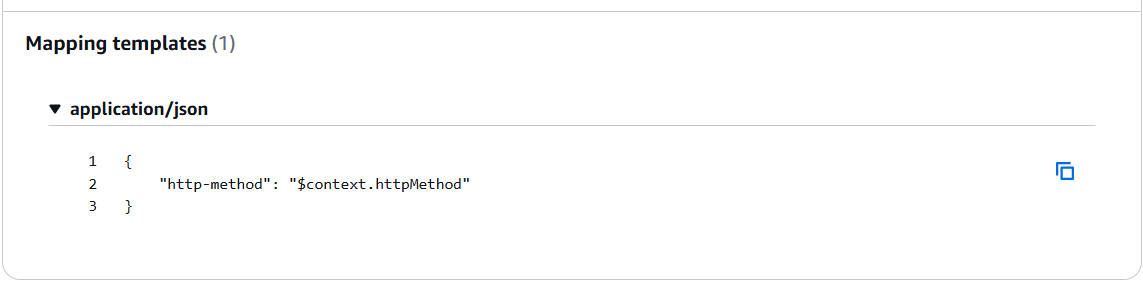 Mapping templates (1)
▼ application/json
1 {
2     "http-method": "$context.httpMethod"
3 }